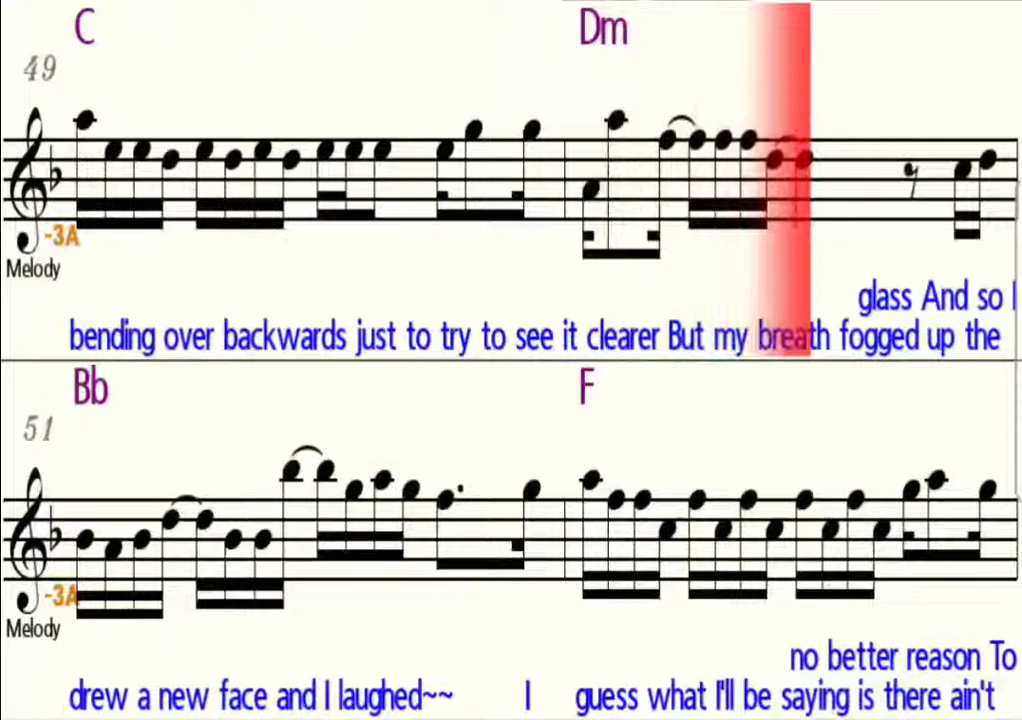 C Dm
49
-3A
Melody
glass And so I
bending over backwards just to try to see it clearer But my breath fogged up the
Bb F
51
-3A
Melody
no better reason To
drew a new face and I laughed~~ I guess what I'll be saying is there ain't